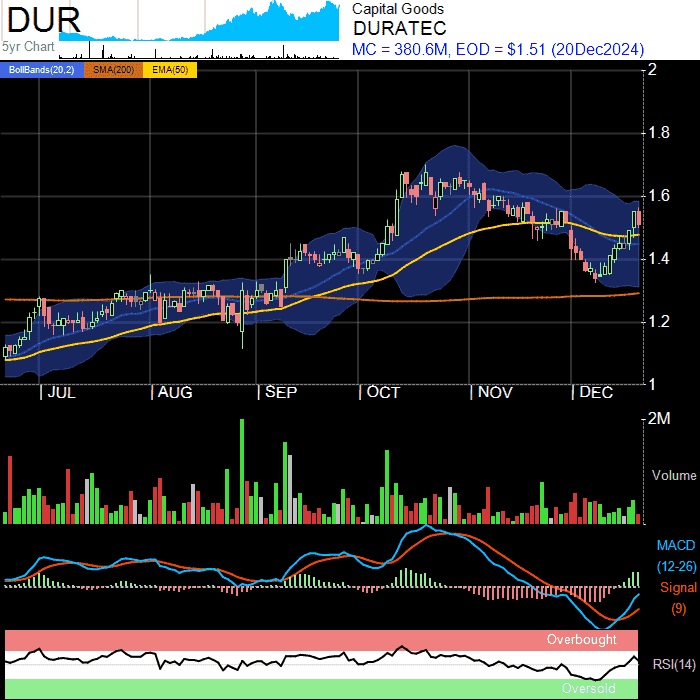 DUR
5yr Chart
Capital Goods
DURATEC
MC = 380.6M, EOD = $1.51 (20Dec2024)
BollBands(20,2) SMA(200) EMA(50)
2
1.8
1.6
1.4
1.2
1
JUL AUG SEP OCT NOV DEC
2M
Volume
MACD
(12-26)
Signal
(9)
Overbought
RSI(14)
Oversold